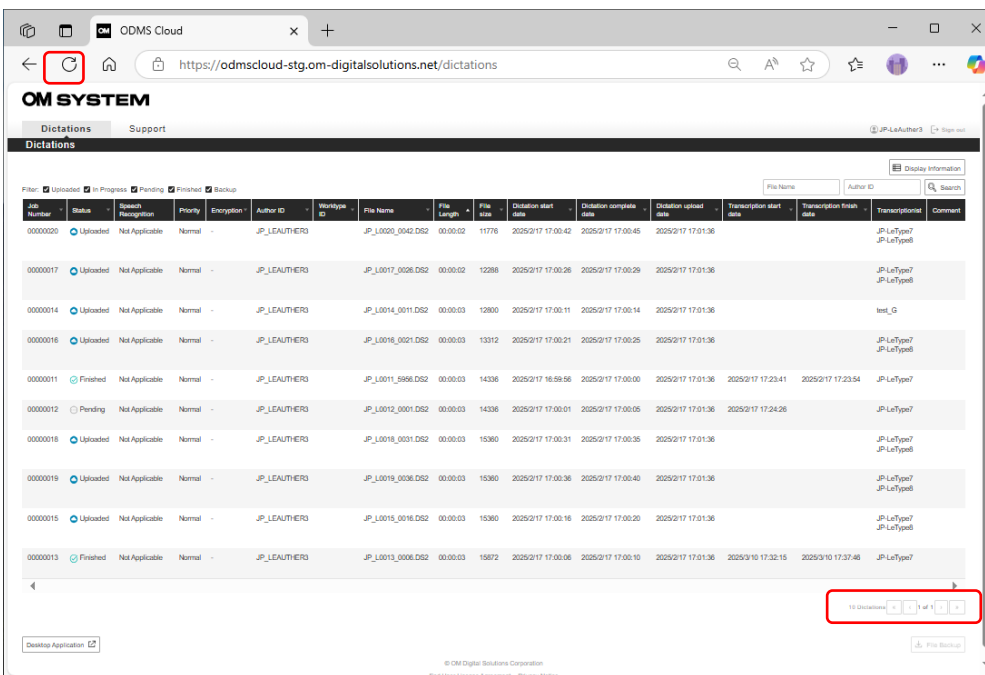 OM ODMS Cloud
https://odmscloud-stg.om-digitalsolutions.net/dictations
OM SYSTEM
Dictations Support JP-LeAuther3 Sign out
Dictations
Display Information
Filter: Uploaded In Progress Pending Finished Backup File Name Author ID Search
Job Number Status Speech Recognition Priority Encryption Author ID Worktype ID File Name File Length File size Dictation start date Dictation complete date Dictation upload date Transcription start date Transcription finish date Transcriptionist Comment
00000020 Uploaded Not Applicable Normal - JP_LEAUTHER3 JP_L0020_0042.DS2 00:00:02 11776 2025/2/17 17:00:42 2025/2/17 17:00:45 2025/2/17 17:01:36 JP-LeType7
JP-LeType8
00000017 Uploaded Not Applicable Normal - JP_LEAUTHER3 JP_L0017_0026.DS2 00:00:02 12288 2025/2/17 17:00:26 2025/2/17 17:00:29 2025/2/17 17:01:36 JP-LeType7
JP-LeType8
00000014 Uploaded Not Applicable Normal - JP_LEAUTHER3 JP_L0014_0011.DS2 00:00:03 12800 2025/2/17 17:00:11 2025/2/17 17:00:14 2025/2/17 17:01:36 test_G
00000016 Uploaded Not Applicable Normal - JP_LEAUTHER3 JP_L0016_0021.DS2 00:00:03 13312 2025/2/17 17:00:21 2025/2/17 17:00:25 2025/2/17 17:01:36 JP-LeType7
JP-LeType8
00000011 Finished Not Applicable Normal - JP_LEAUTHER3 JP_L0011_5956.DS2 00:00:03 14336 2025/2/17 16:59:56 2025/2/17 17:00:00 2025/2/17 17:01:36 2025/2/17 17:23:41 2025/2/17 17:23:54 JP-LeType7
00000012 Pending Not Applicable Normal - JP_LEAUTHER3 JP_L0012_0001.DS2 00:00:03 14336 2025/2/17 17:00:01 2025/2/17 17:00:05 2025/2/17 17:01:36 2025/2/17 17:24:26 JP-LeType7
00000018 Uploaded Not Applicable Normal - JP_LEAUTHER3 JP_L0018_0031.DS2 00:00:03 15360 2025/2/17 17:00:31 2025/2/17 17:00:35 2025/2/17 17:01:36 JP-LeType7
JP-LeType8
00000019 Uploaded Not Applicable Normal - JP_LEAUTHER3 JP_L0019_0036.DS2 00:00:03 15360 2025/2/17 17:00:36 2025/2/17 17:00:40 2025/2/17 17:01:36 JP-LeType7
JP-LeType8
00000015 Uploaded Not Applicable Normal - JP_LEAUTHER3 JP_L0015_0016.DS2 00:00:03 15360 2025/2/17 17:00:16 2025/2/17 17:00:20 2025/2/17 17:01:36 JP-LeType7
JP-LeType8
00000013 Finished Not Applicable Normal - JP_LEAUTHER3 JP_L0013_0006.DS2 00:00:03 15872 2025/2/17 17:00:06 2025/2/17 17:00:10 2025/2/17 17:01:36 2025/3/10 17:32:15 2025/3/10 17:37:46 JP-LeType7
10 Dictations « ‹ 1 of 1 › »
Desktop Application File Backup
© OM Digital Solutions Corporation